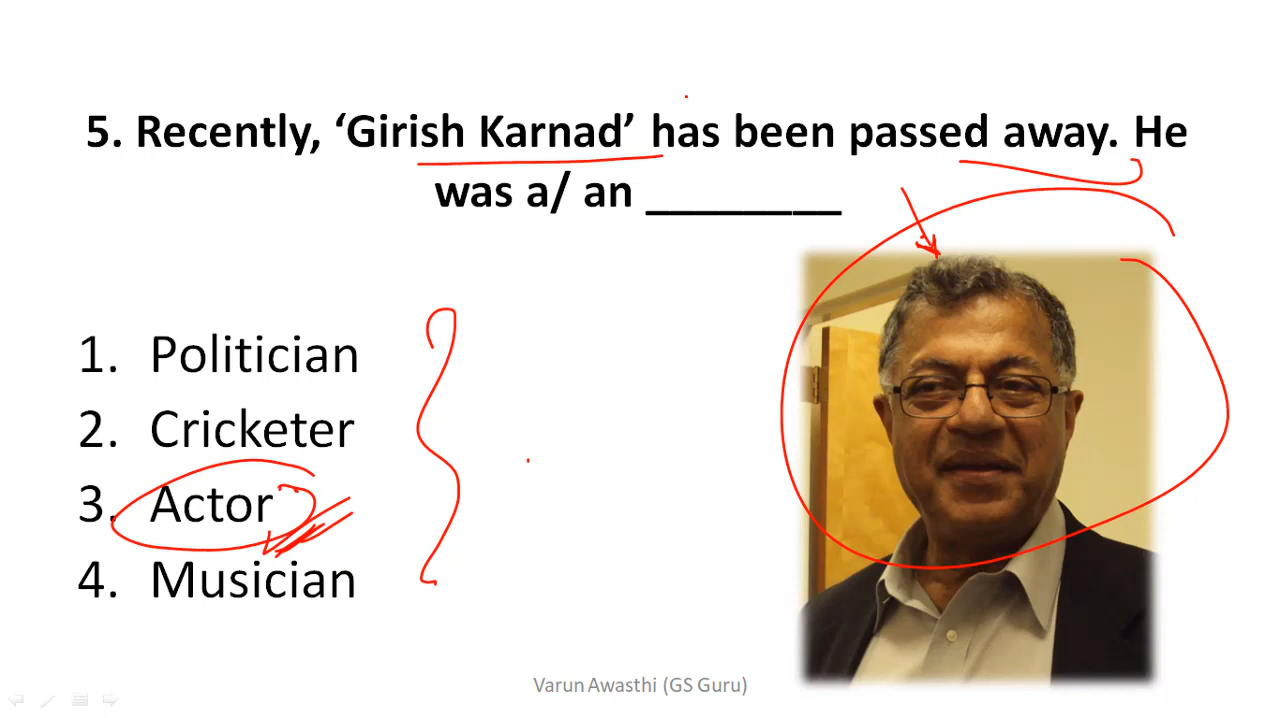 5. Recently, ‘Girish Karnad’ has been passed away. He
was a/ an ________
1. Politician
2. Cricketer
3. Actor
4. Musician
Varun Awasthi (GS Guru)